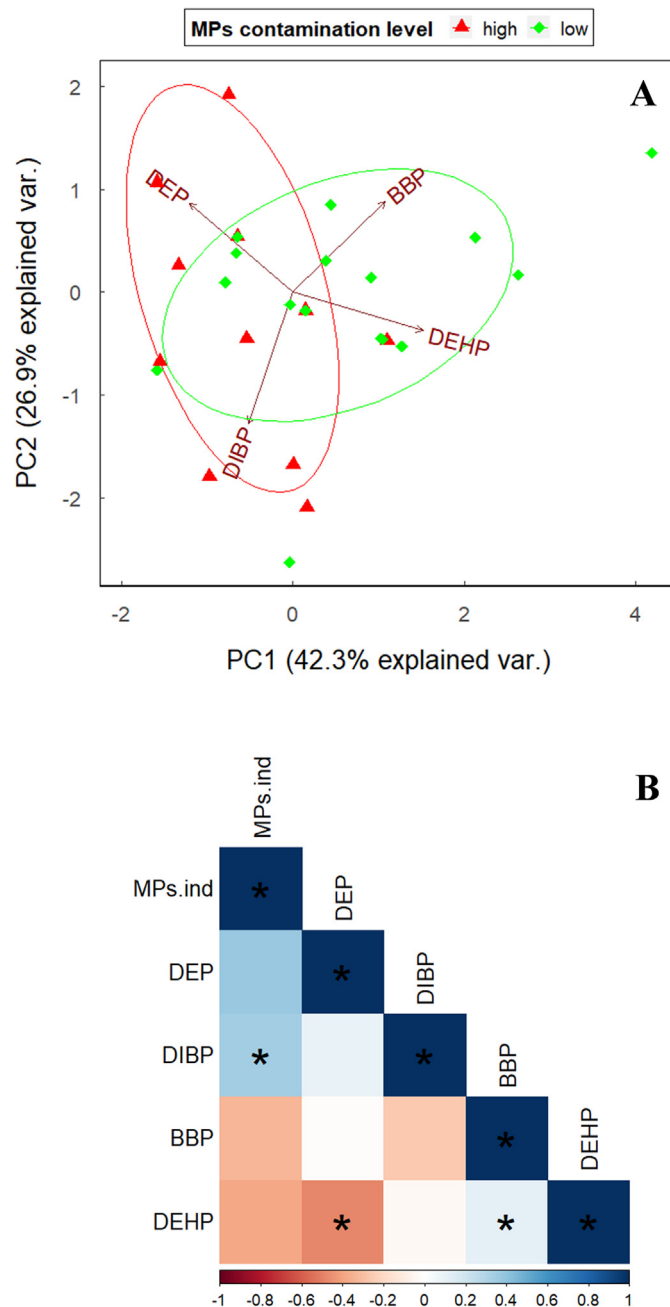 MPs contamination level high low
A
2
1
0
-1
-2
PC2 (26.9% explained var.)
DEP
BBP
DEHP
DIBP
-2 0 2 4
PC1 (42.3% explained var.)
B
MPs.ind
DEP
DIBP
BBP
DEHP
MPs.ind *
DEP *
DIBP * *
BBP *
DEHP * * *
-1 -0.8 -0.6 -0.4 -0.2 0 0.2 0.4 0.6 0.8 1